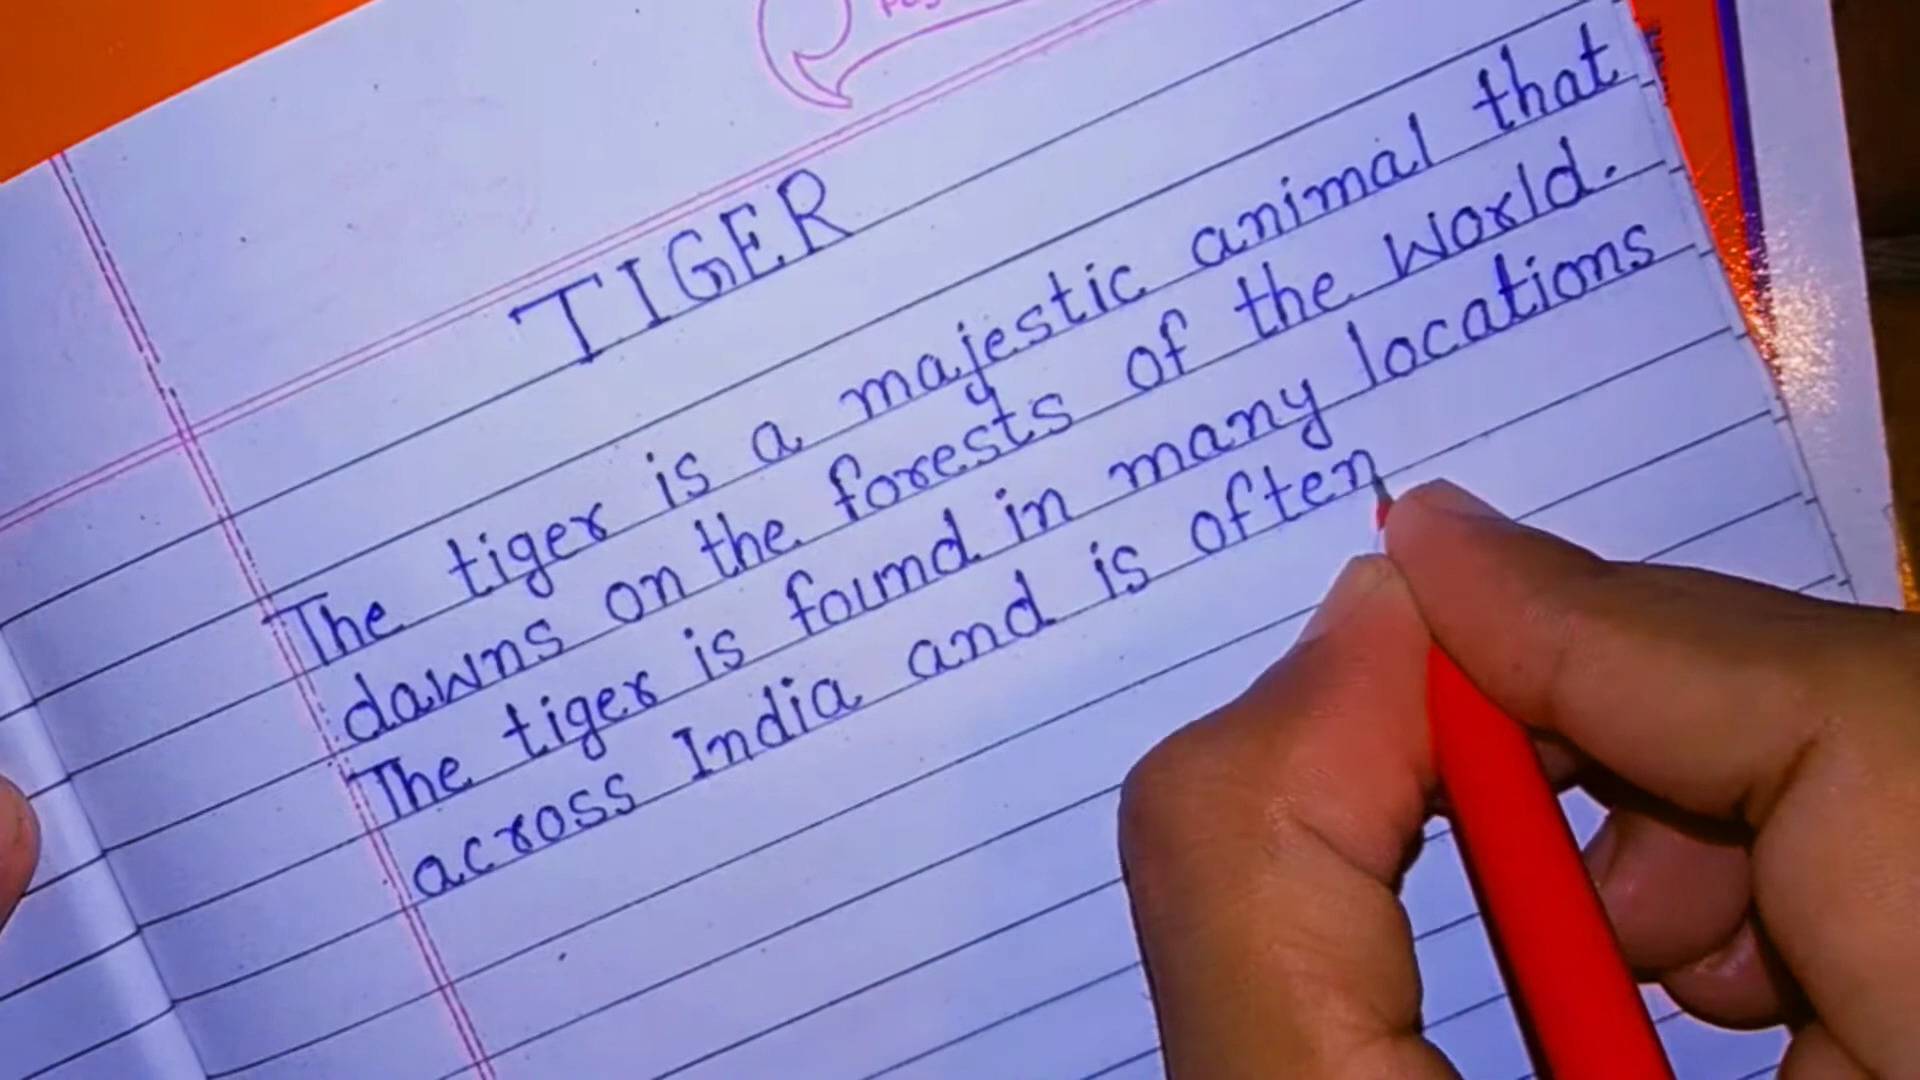 TIGER
The tiger is a majestic animal that
dawns on the forests of the World.
The tiger is found in many locations
across India and is often